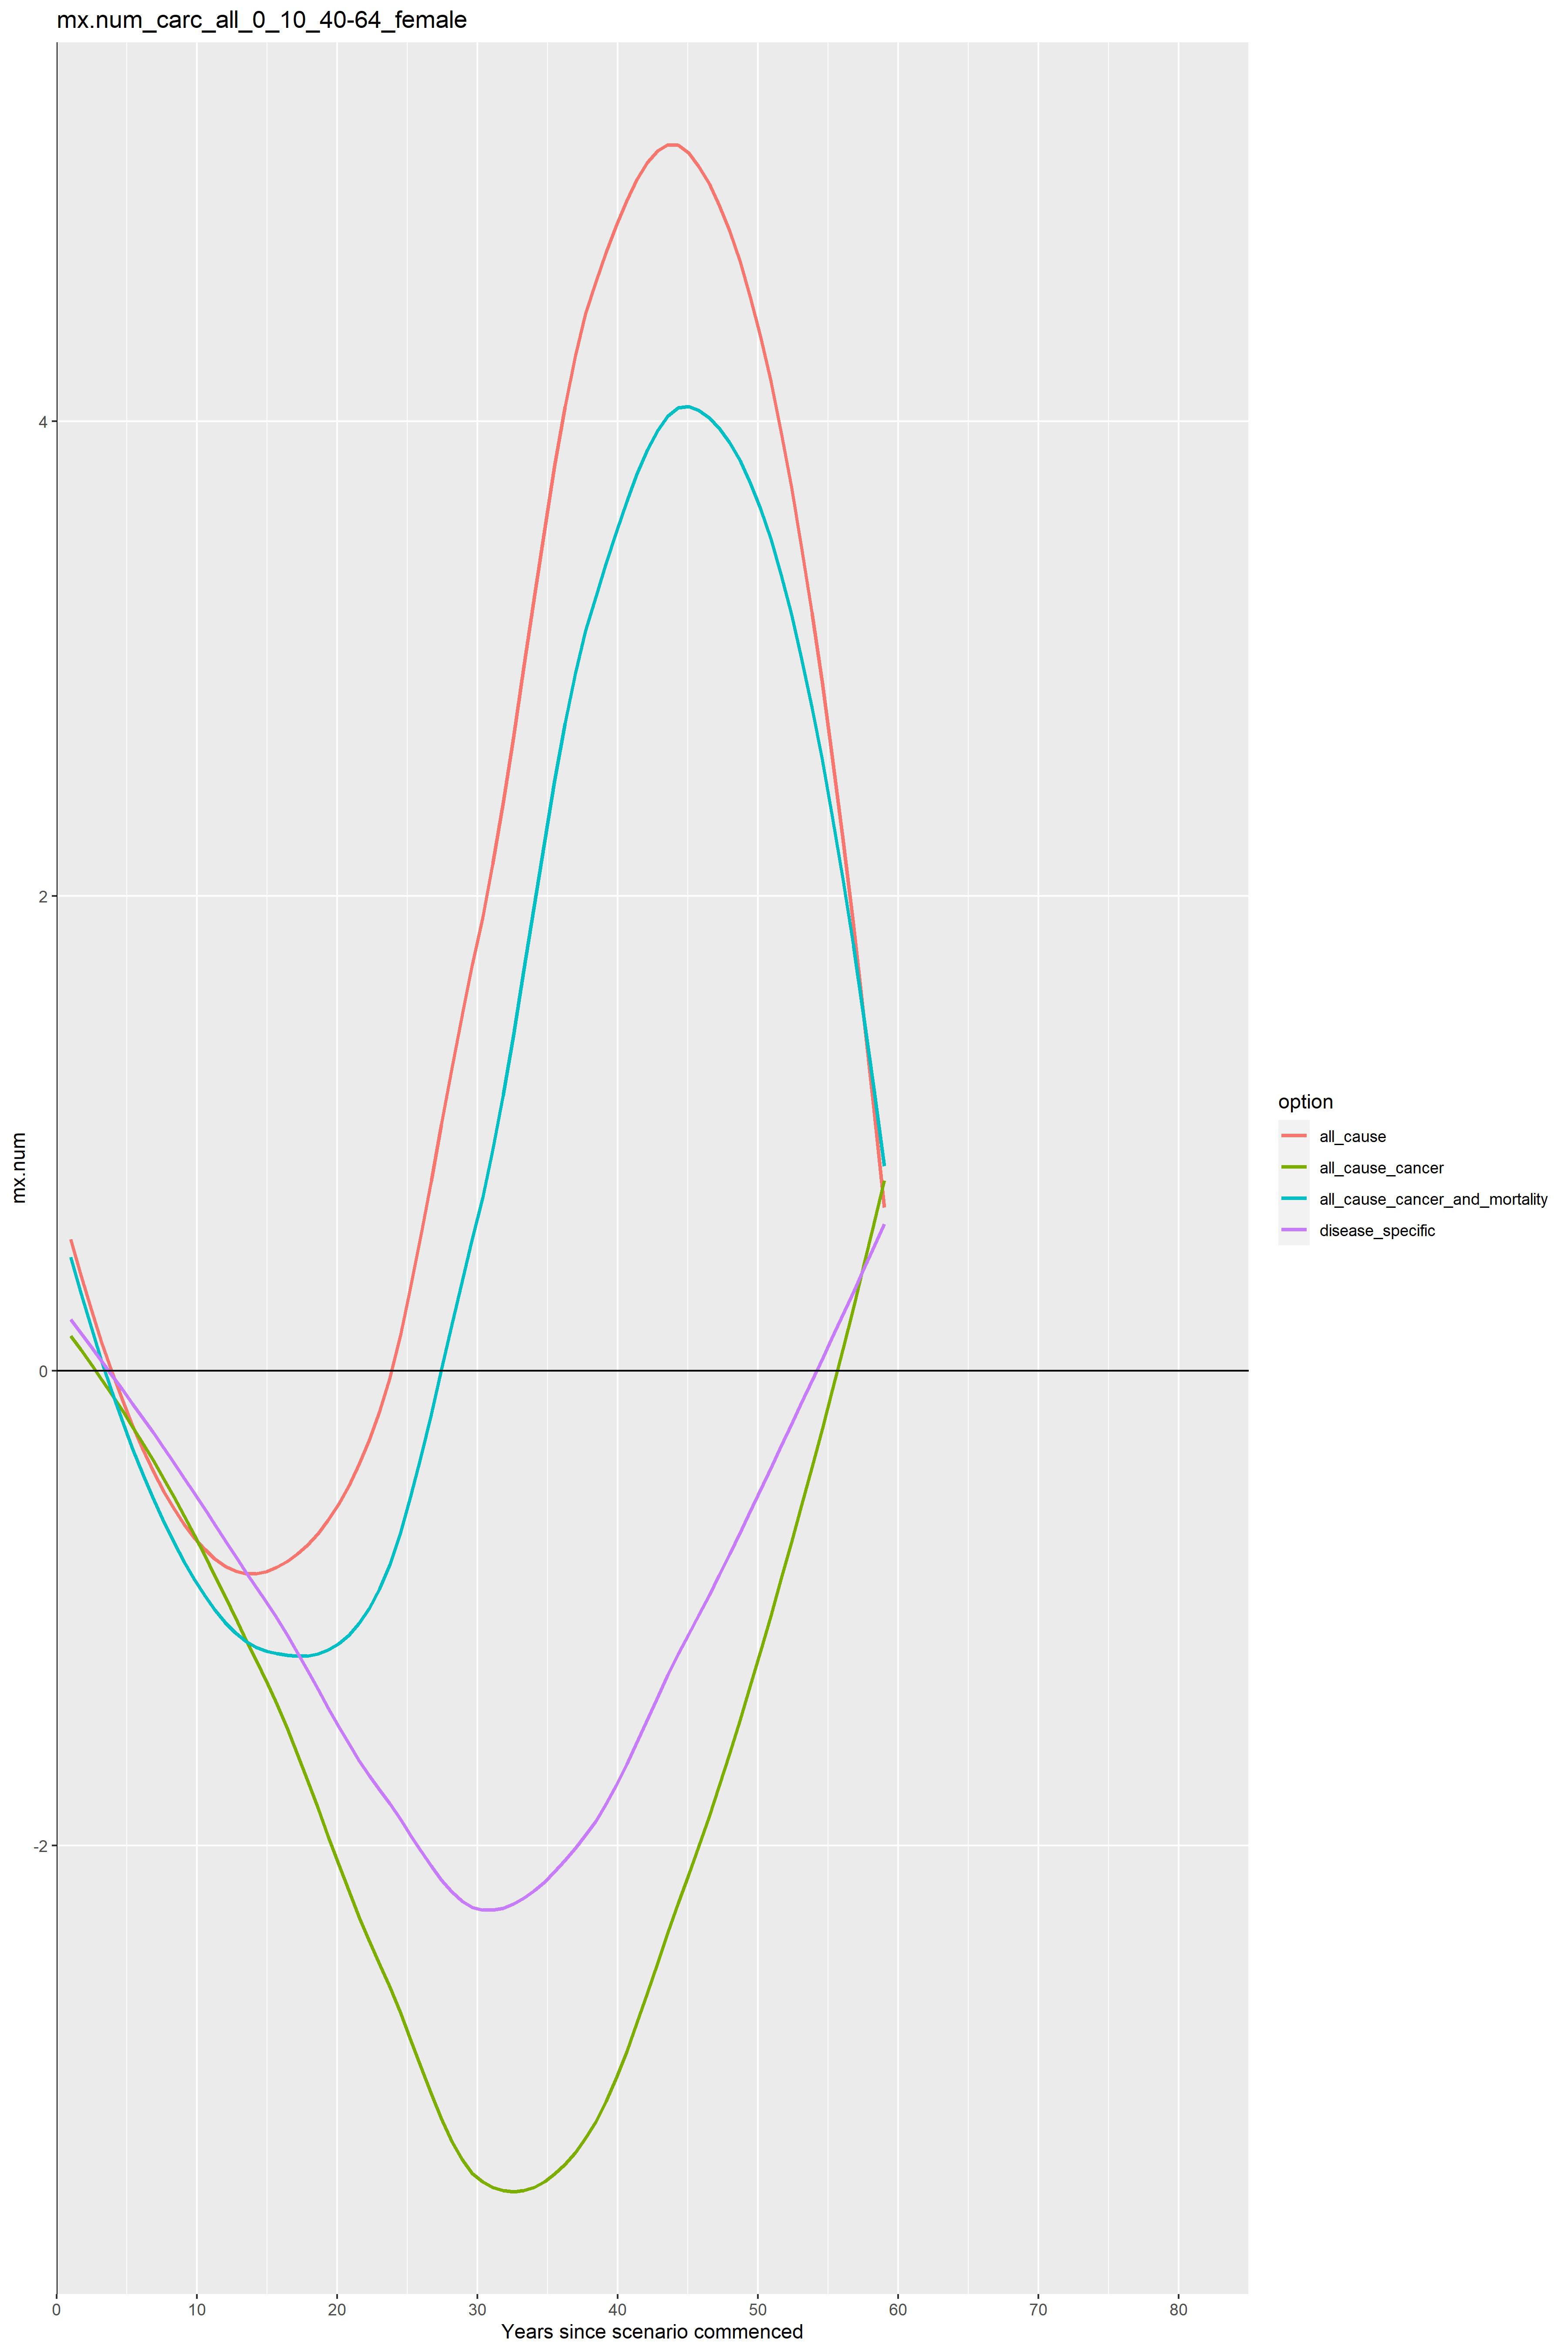 mx.num_carc_all_0_10_40-64_female
mx.num
4
2
0
-2
0 10 20 30 40 50 60 70 80
Years since scenario commenced
option
all_cause
all_cause_cancer
all_cause_cancer_and_mortality
disease_specific